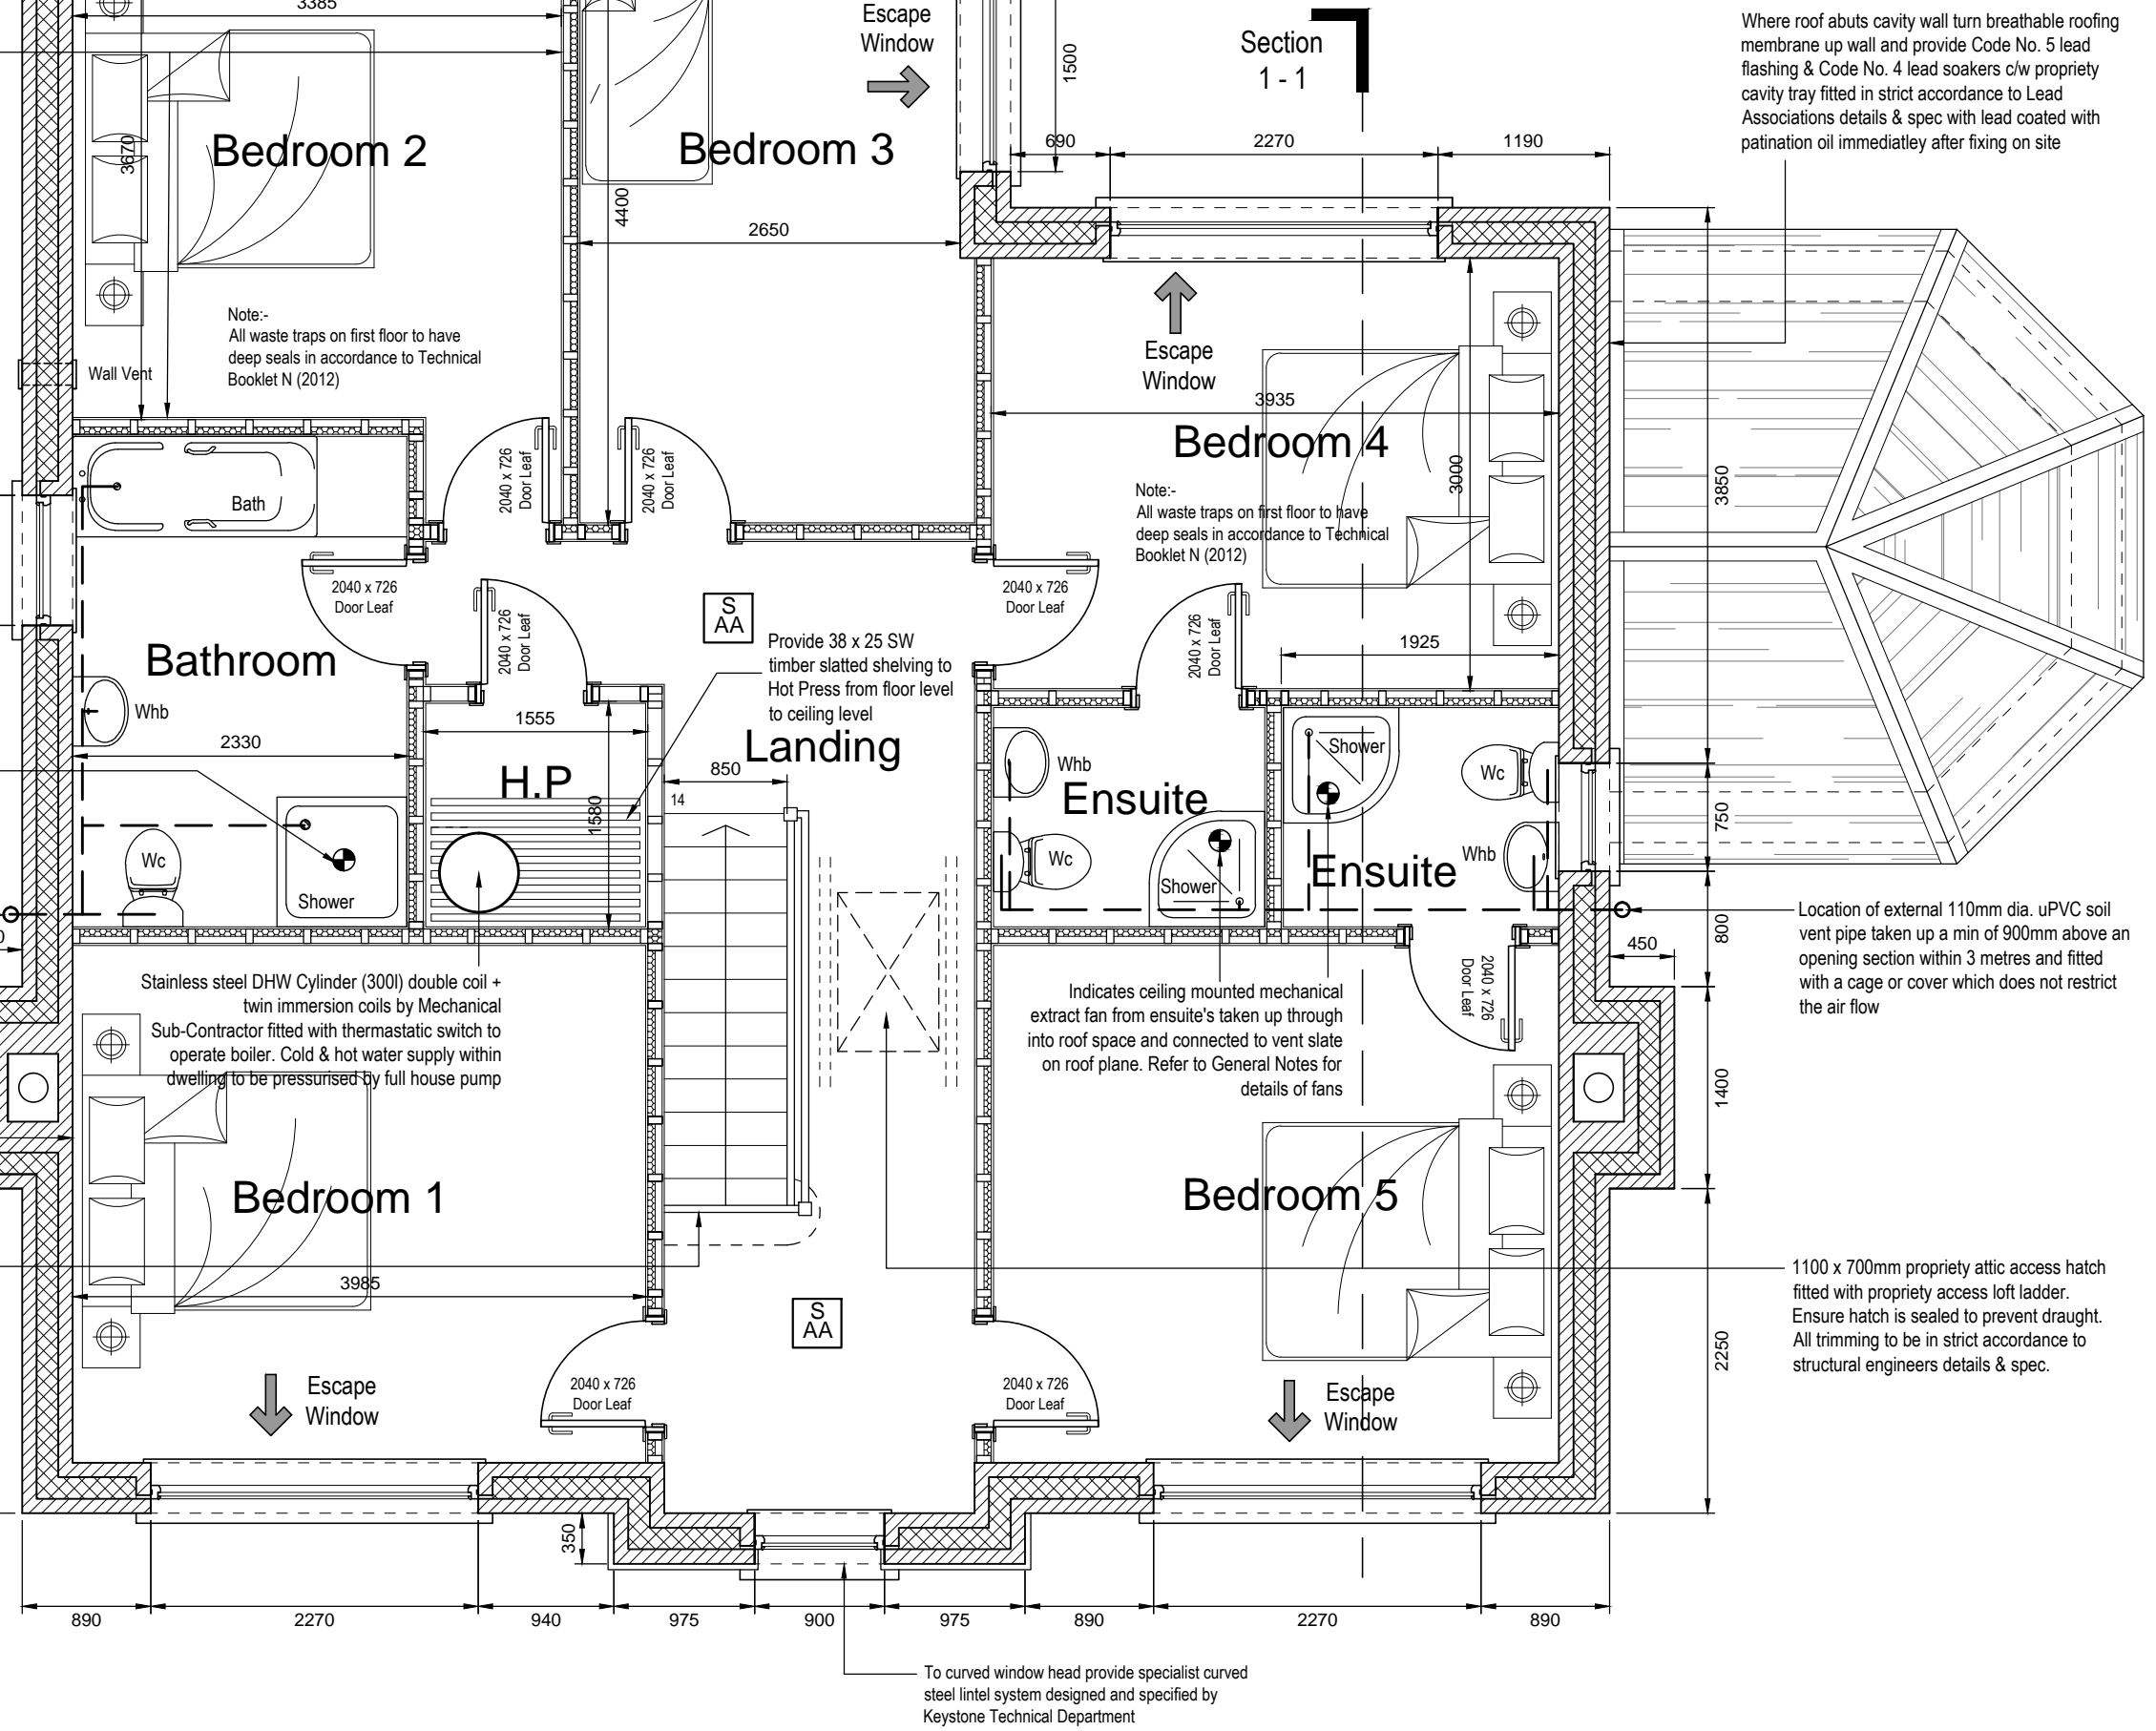 3385
Escape
Window
1500
Section
1 - 1
Where roof abuts cavity wall turn breathable roofing
membrane up wall and provide Code No. 5 lead
flashing & Code No. 4 lead soakers c/w propriety
cavity tray fitted in strict accordance to Lead
Associations details & spec with lead coated with
patination oil immediatley after fixing on site
3670
Bedroom 2
Bedroom 3
690
2270
1190
4400
2650
Note:-
All waste traps on first floor to have
deep seals in accordance to Technical
Booklet N (2012)
Wall Vent
Escape
Window
3935
Bedroom 4
3000
3850
Note:-
All waste traps on first floor to have
deep seals in accordance to Technical
Booklet N (2012)
Bath
2040 x 726
Door Leaf
2040 x 726
Door Leaf
2040 x 726
Door Leaf
2040 x 726
Door Leaf
2040 x 726
Door Leaf
2040 x 726
Door Leaf
S
AA
Provide 38 x 25 SW
timber slatted shelving to
Hot Press from floor level
to ceiling level
1925
Bathroom
Whb
2330
1555
H.P
1580
Landing
850
14
Whb
Ensuite
Shower
Wc
750
Wc
Shower
Wc
Shower
Ensuite
Whb
800
450
0
Location of external 110mm dia. uPVC soil
vent pipe taken up a min of 900mm above an
opening section within 3 metres and fitted
with a cage or cover which does not restrict
the air flow
Stainless steel DHW Cylinder (300l) double coil +
twin immersion coils by Mechanical
Sub-Contractor fitted with thermastatic switch to
operate boiler. Cold & hot water supply within
dwelling to be pressurised by full house pump
Indicates ceiling mounted mechanical
extract fan from ensuite's taken up through
into roof space and connected to vent slate
on roof plane. Refer to General Notes for
details of fans
2040 x 726
Door Leaf
1400
Bedroom 1
Bedroom 5
3985
S
AA
2250
1100 x 700mm propriety attic access hatch
fitted with propriety access loft ladder.
Ensure hatch is sealed to prevent draught.
All trimming to be in strict accordance to
structural engineers details & spec.
Escape
Window
2040 x 726
Door Leaf
2040 x 726
Door Leaf
Escape
Window
350
890
2270
940
975
900
975
890
2270
890
To curved window head provide specialist curved
steel lintel system designed and specified by
Keystone Technical Department